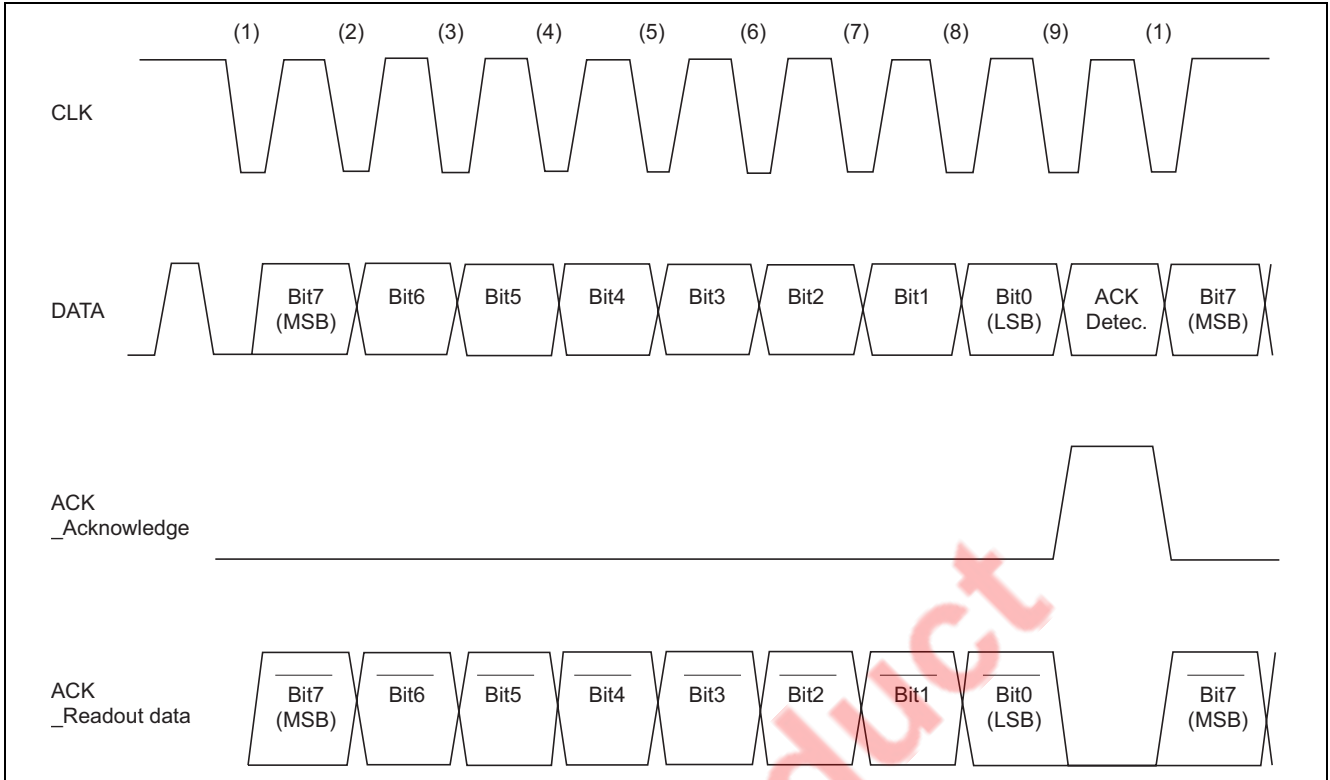 (1) (2) (3) (4) (5) (6) (7) (8) (9) (1)
CLK
DATA
Bit7 Bit6 Bit5 Bit4 Bit3 Bit2 Bit1 Bit0 ACK Bit7
(MSB) (LSB) Detec. (MSB)
ACK
_Acknowledge
ACK
_Readout data
Bit7 Bit6 Bit5 Bit4 Bit3 Bit2 Bit1 Bit0 Bit7
(MSB) (LSB) (MSB)
duct